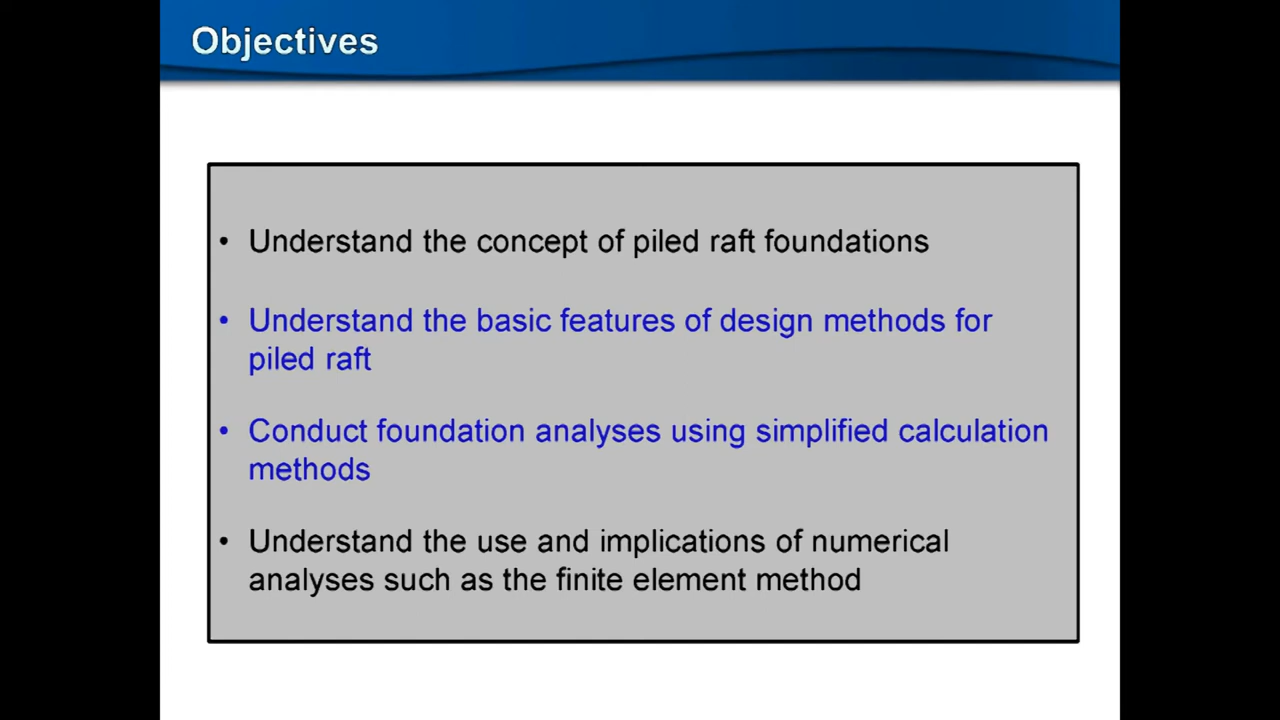 Objectives
• Understand the concept of piled raft foundations
• Understand the basic features of design methods for
piled raft
• Conduct foundation analyses using simplified calculation
methods
• Understand the use and implications of numerical
analyses such as the finite element method